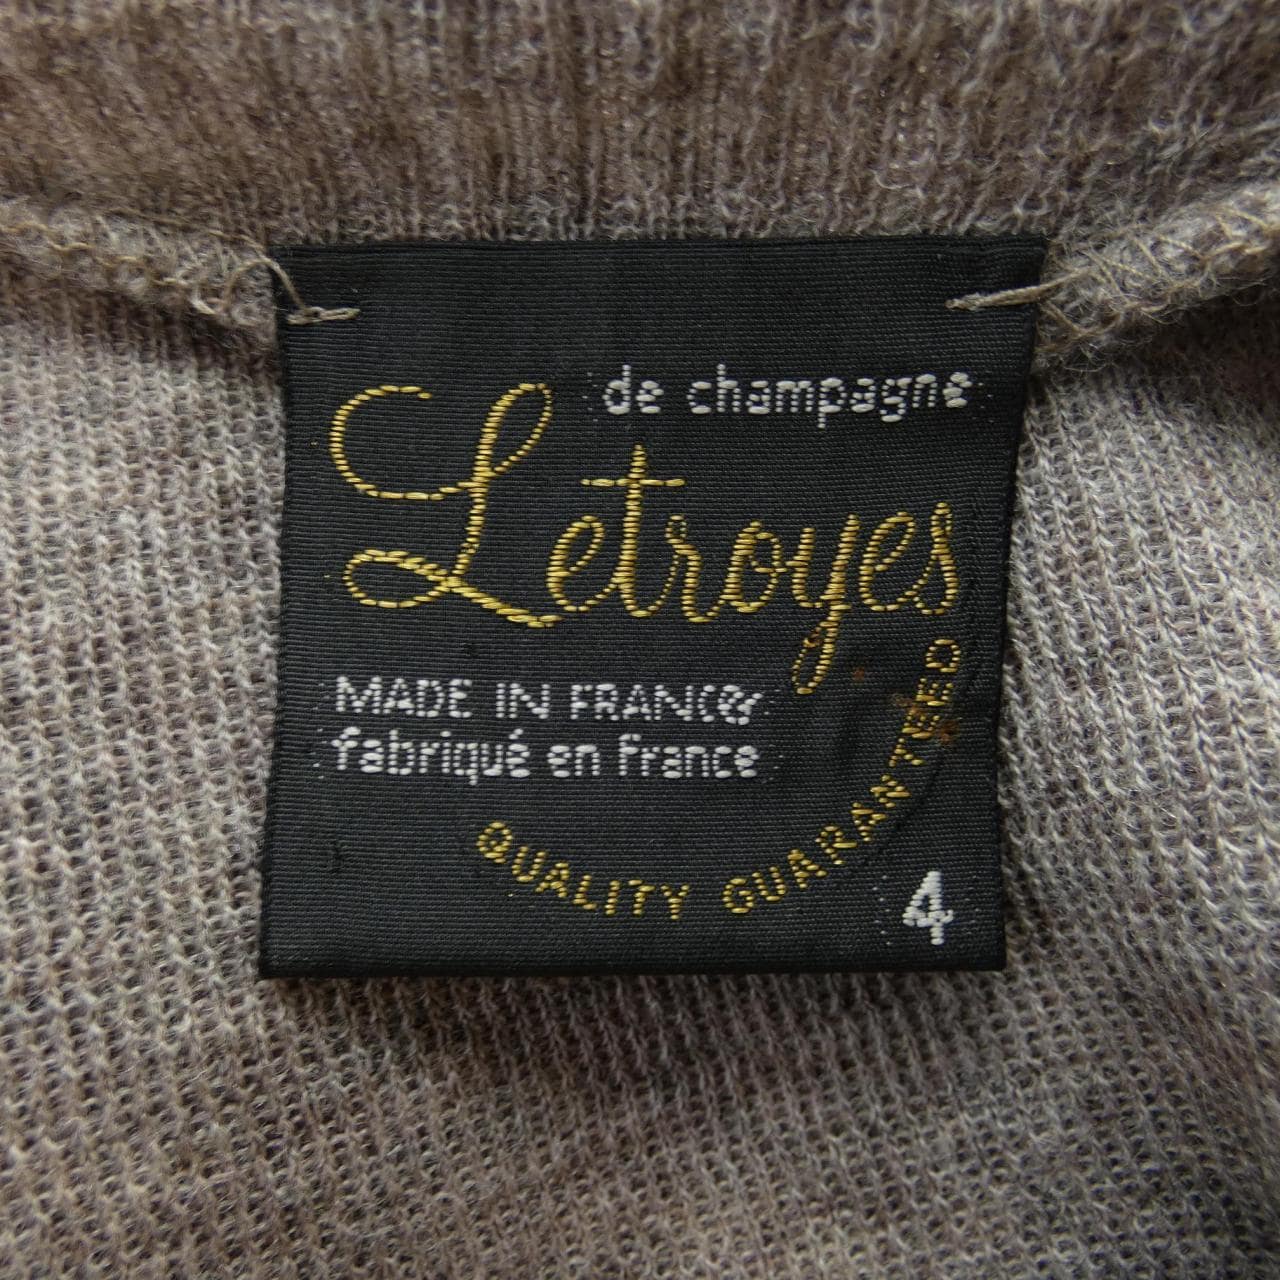 de champagne
Letroyes
MADE IN FRANCE
fabriqué en france
QUALITY GUARANTEED
4